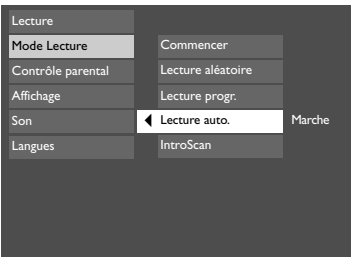 Lecture
Mode Lecture
Contrôle parental
Affichage
Son
Langues
Commencer
Lecture aléatoire
Lecture progr.
Lecture auto.
IntroScan
Marche